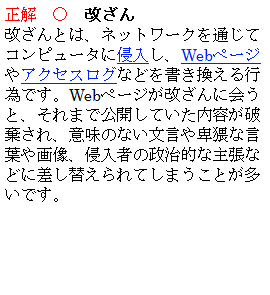 正解　○　改ざん
改ざんとは、ネットワークを通じて
コンピュータに侵入し、Webページ
やアクセスログなどを書き換える行
為です。Webページが改ざんに会う
と、それまで公開していた内容が破
棄され、意味のない文言や卑猥な言
葉や画像、侵入者の政治的な主張な
どに差し替えられてしまうことが多
いです。